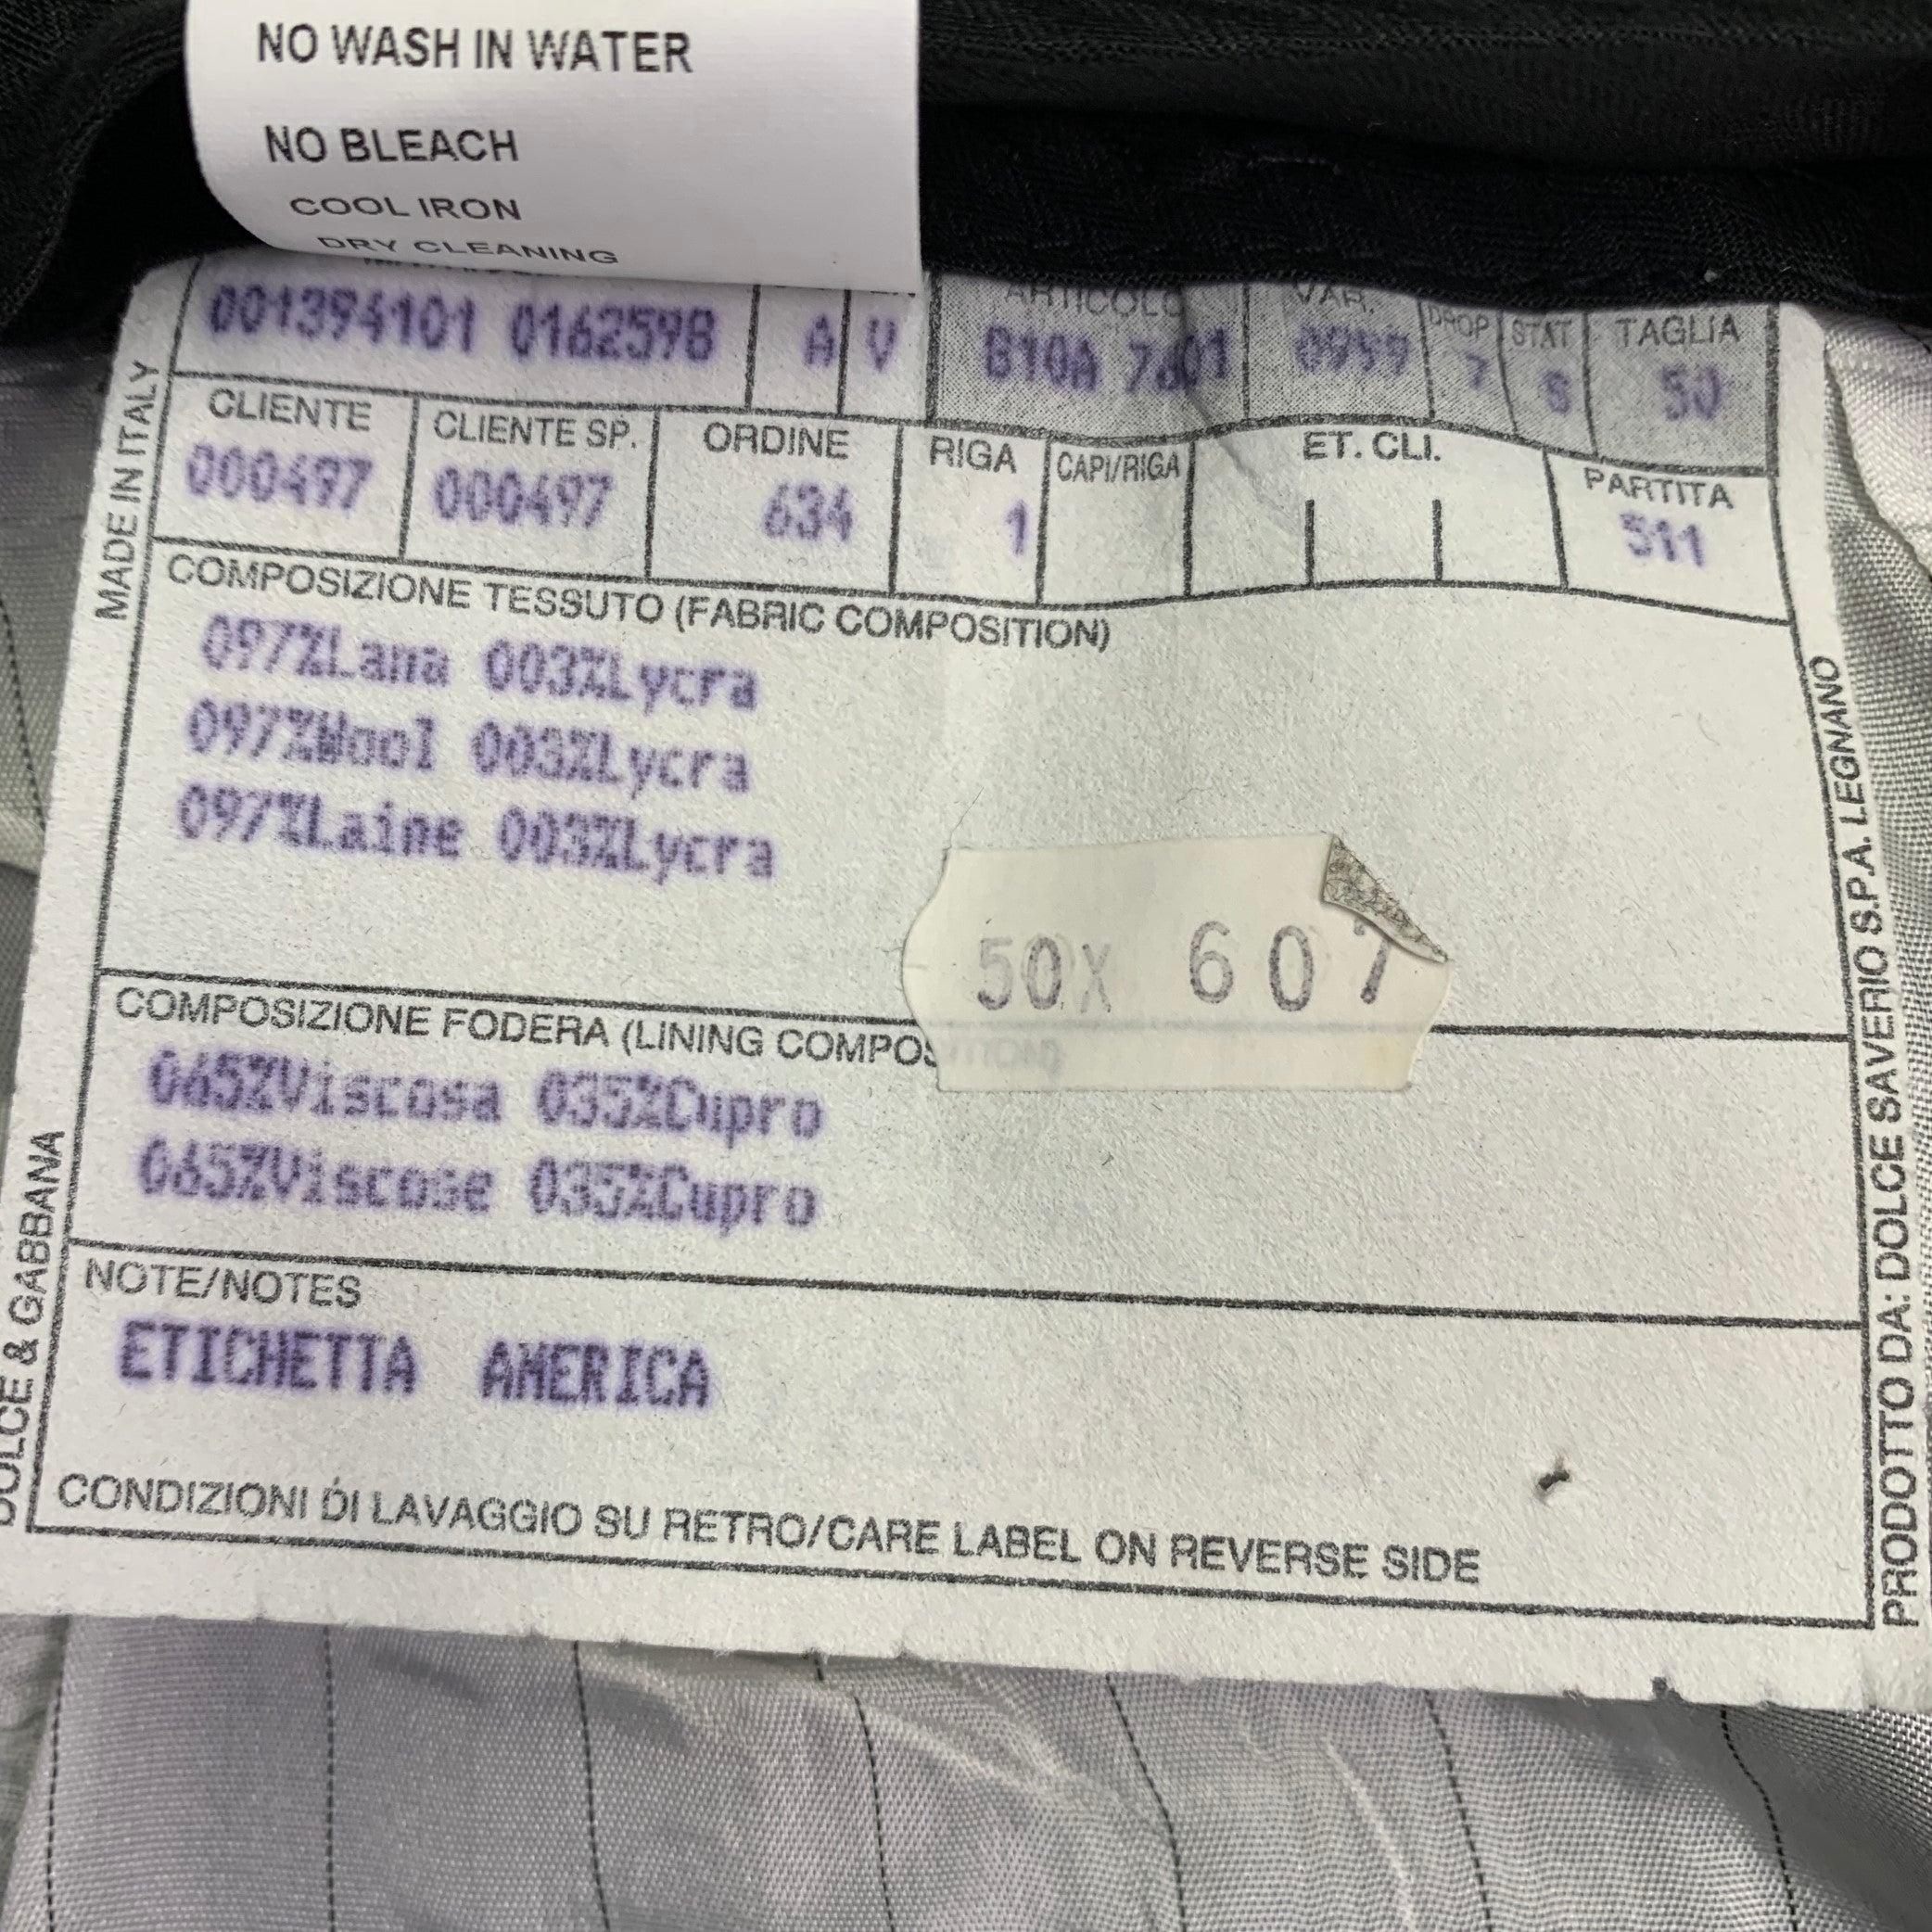 NO WASH IN WATER
NO BLEACH
COOL IRON
DRY CLEANING
ARTICOLO VAR. DROP STAT TAGLIA
001394101 0162598 A V B10A 7601 0999 7 S 50
CLIENTE CLIENTE SP. ORDINE RIGA CAPI/RIGA ET. CLI. PARTITA
000497 000497 634 1 511
COMPOSIZIONE TESSUTO (FABRIC COMPOSITION)
097%Lana 003%Lycra
097%Wool 003%Lycra
097%Laine 003%Lycra
50X 607
COMPOSIZIONE FODERA (LINING COMPOSITION)
065%Viscosa 035%Cupro
065%Viscose 035%Cupro
NOTE/NOTES
ETICHETTA AMERICA
CONDIZIONI DI LAVAGGIO SU RETRO/CARE LABEL ON REVERSE SIDE
MADE IN ITALY
DOLCE & GABBANA
PRODOTTO DA: DOLCE SAVERIO S.P.A. LEGNANO